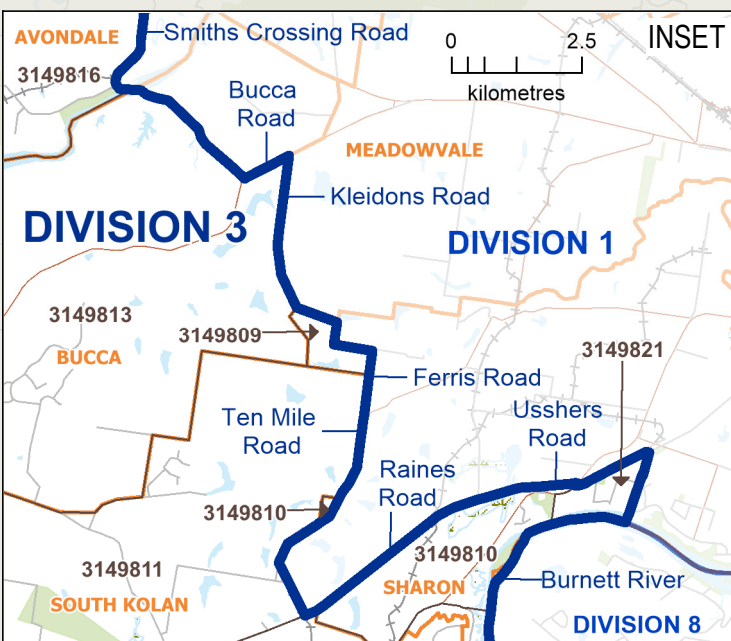 AVONDALE
Smiths Crossing Road
0
2.5
INSET
3149816
kilometres
Bucca
Road
MEADOWVALE
Kleidons Road
DIVISION 3
DIVISION 1
3149813
3149809
BUCCA
3149821
Ferris Road
Ten Mile
Road
Usshers
Road
Raines
Road
3149810
3149810
3149811
SHARON
Burnett River
SOUTH KOLAN
DIVISION 8